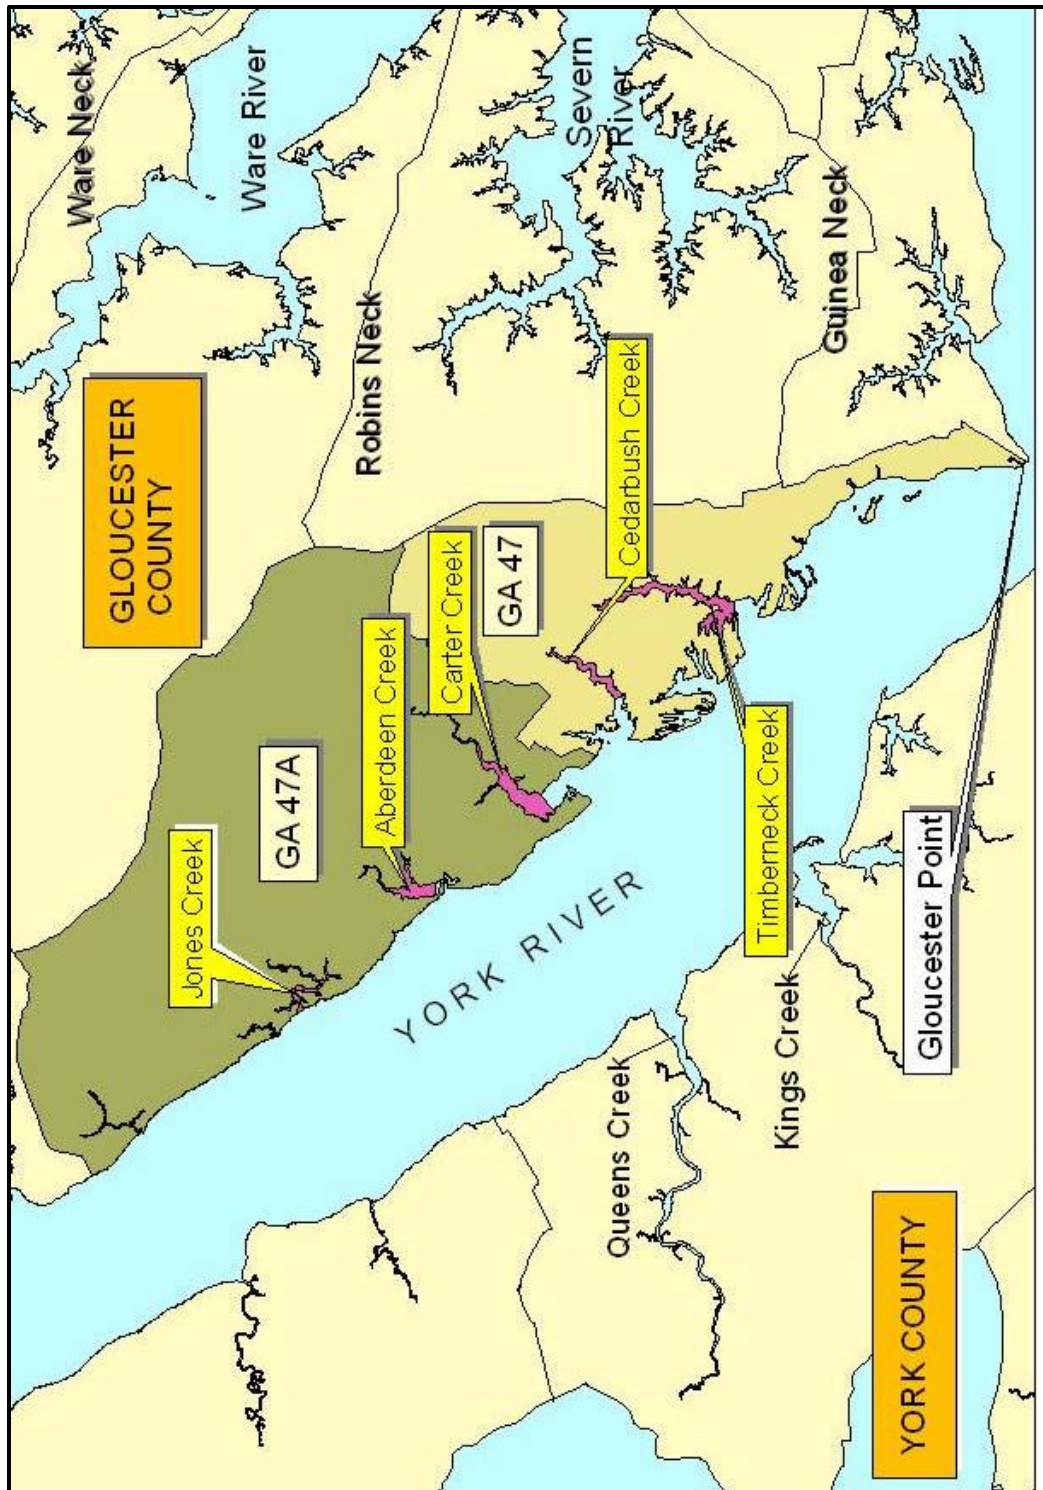 Ware Neck
GLOUCESTER
COUNTY
Jones Creek
Ware River
GA 47A
Robins Neck
Aberdeen Creek
Carter Creek
GA 47
YORK RIVER
Severn
River
Queens Creek
Cedarbush Creek
Timberneck Creek
Kings Creek
Guinea Neck
YORK COUNTY
Gloucester Point